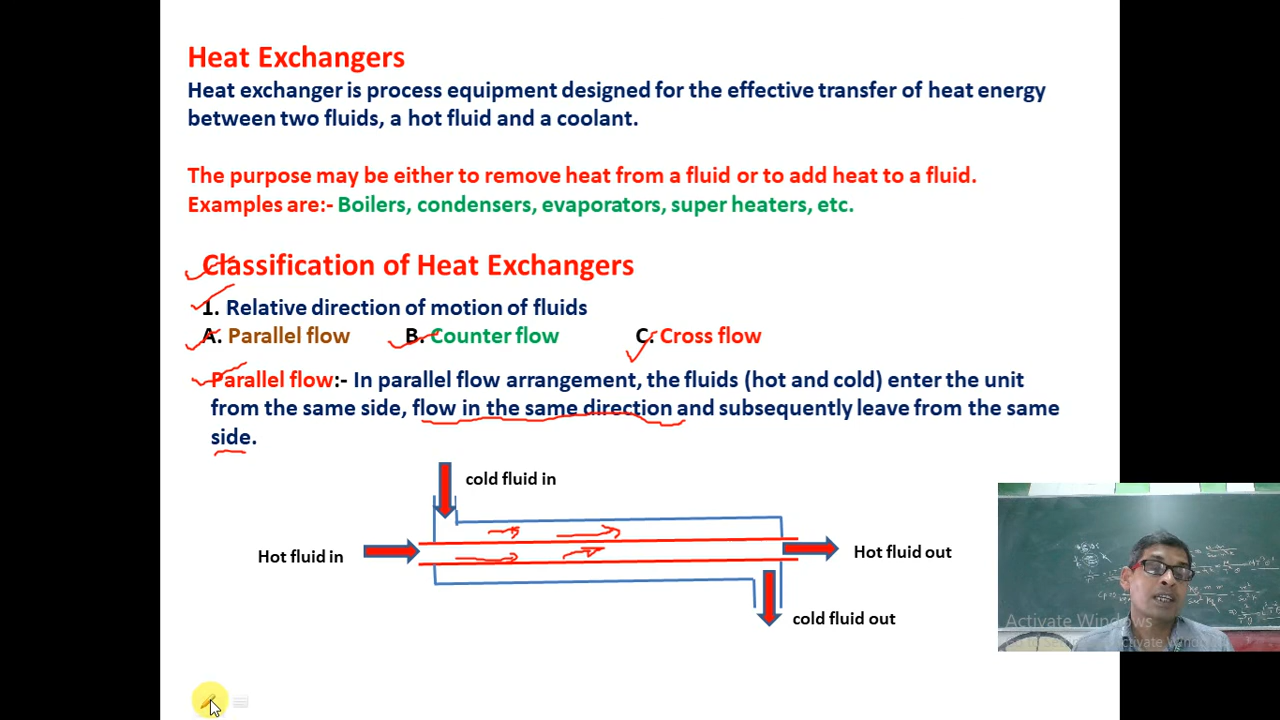 Heat Exchangers
Heat exchanger is process equipment designed for the effective transfer of heat energy
between two fluids, a hot fluid and a coolant.
The purpose may be either to remove heat from a fluid or to add heat to a fluid.
Examples are:- Boilers, condensers, evaporators, super heaters, etc.
Classification of Heat Exchangers
1. Relative direction of motion of fluids
A. Parallel flow B. Counter flow C. Cross flow
Parallel flow:- In parallel flow arrangement, the fluids (hot and cold) enter the unit
from the same side, flow in the same direction and subsequently leave from the same
side.
cold fluid in
Hot fluid in
Hot fluid out
cold fluid out
Activate Windows